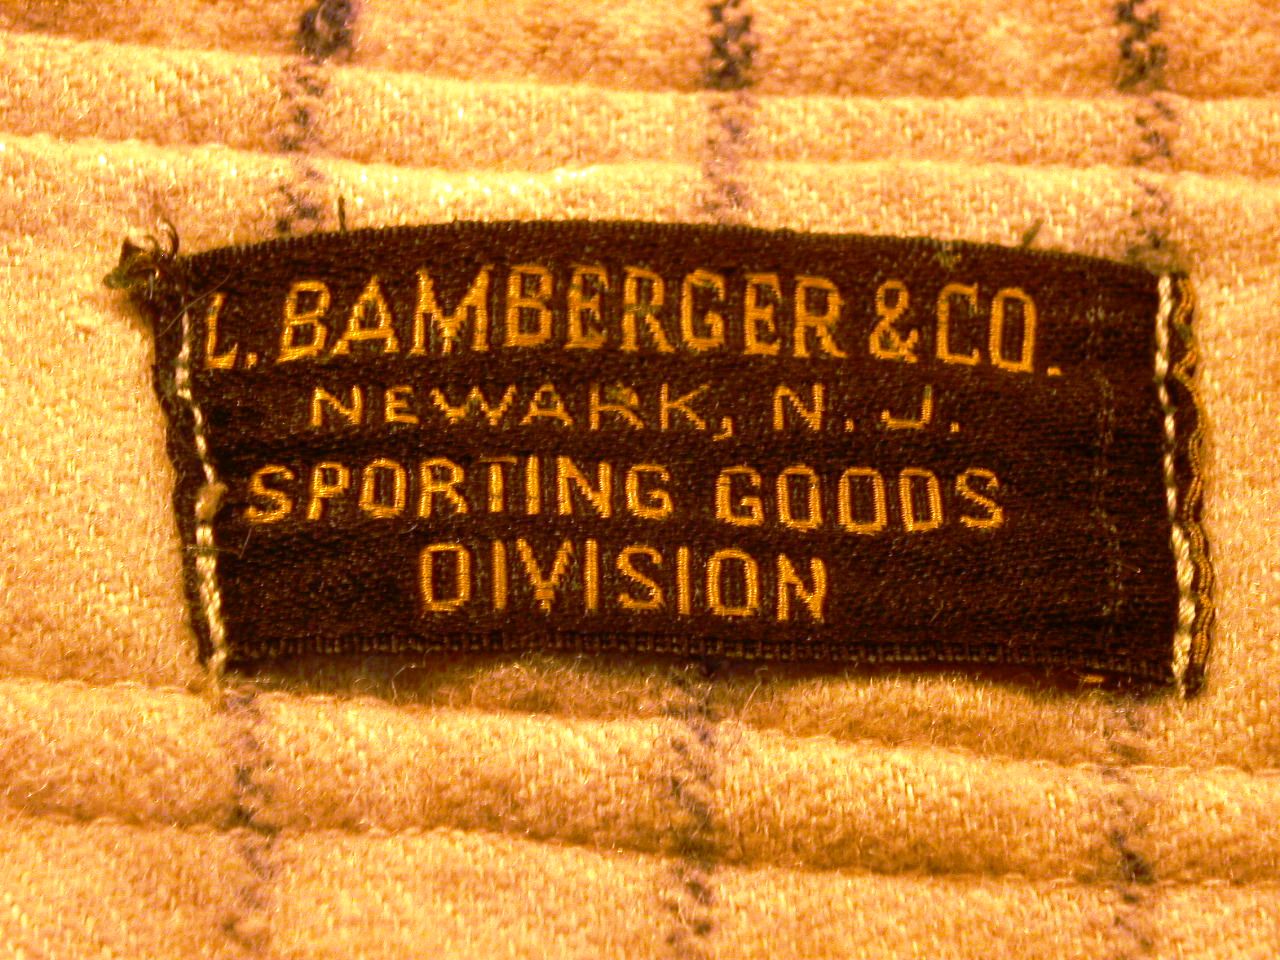 L. BAMBERGER & CO.
NEWARK, N. J.
SPORTING GOODS
DIVISION